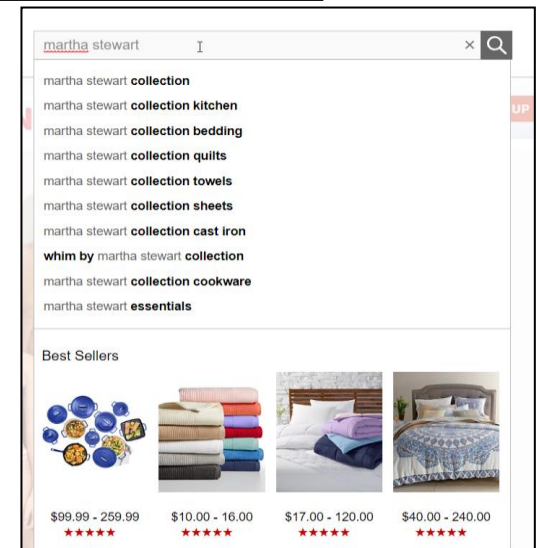 martha stewart
martha stewart collection
martha stewart collection kitchen
martha stewart collection bedding
martha stewart collection quilts
martha stewart collection towels
martha stewart collection sheets
martha stewart collection cast iron
whim by martha stewart collection
martha stewart collection cookware
martha stewart essentials
UP
Best Sellers
$99.99 - 259.99 $10.00 - 16.00 $17.00 - 120.00 $40.00 - 240.00